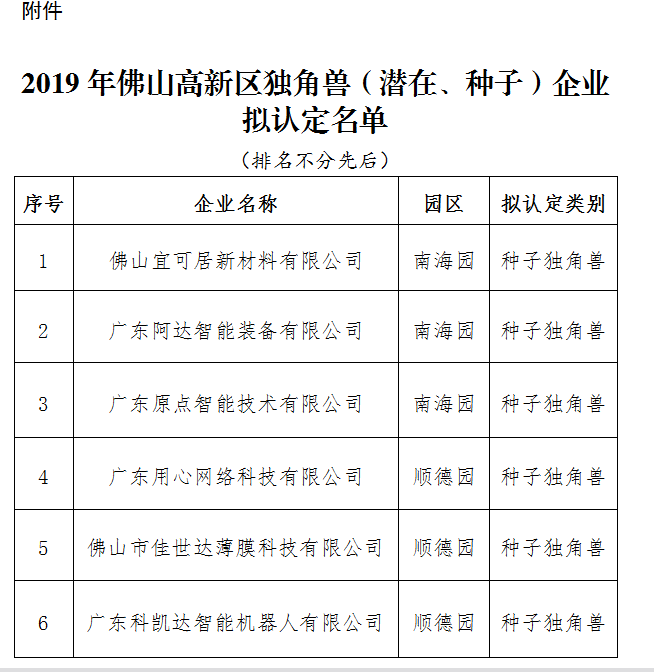 附件
2019 年佛山高新区独角兽（潜在、种子）企业
拟认定名单
（排名不分先后）
序号 企业名称 园区 拟认定类别
1 佛山宜可居新材料有限公司 南海园 种子独角兽
2 广东阿达智能装备有限公司 南海园 种子独角兽
3 广东原点智能技术有限公司 南海园 种子独角兽
4 广东用心网络科技有限公司 顺德园 种子独角兽
5 佛山市佳世达薄膜科技有限公司 顺德园 种子独角兽
6 广东科凯达智能机器人有限公司 顺德园 种子独角兽